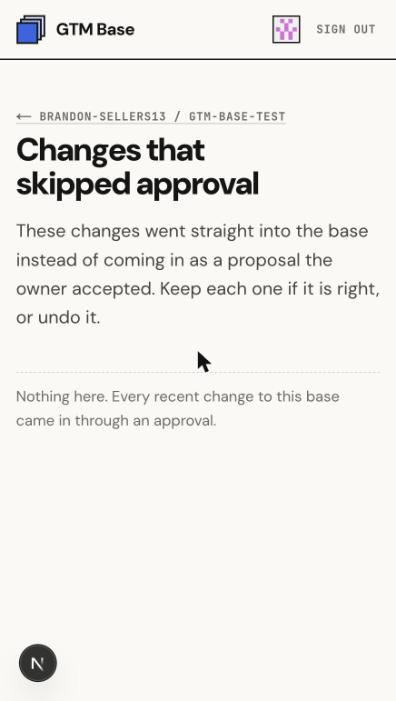 GTM Base
SIGN OUT
← BRANDON-SELLERS13 / GTM-BASE-TEST
Changes that
skipped approval
These changes went straight into the base
instead of coming in as a proposal the
owner accepted. Keep each one if it is right,
or undo it.
Nothing here. Every recent change to this base
came in through an approval.
N